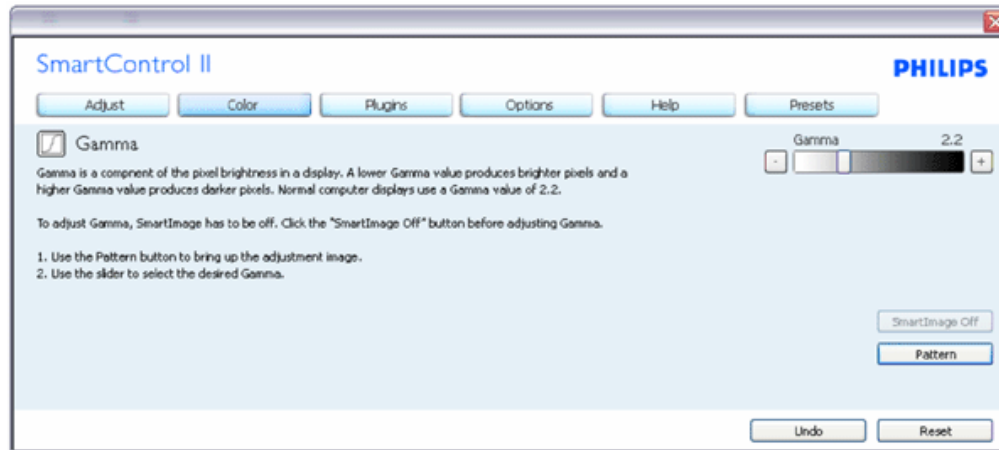 SmartControl II
PHILIPS
Adjust
Color
Plugins
Options
Help
Presets
Gamma
Gamma 2.2
- +
Gamma is a compnent of the pixel brightness in a display. A lower Gamma value produces brighter pixels and a
higher Gamma value produces darker pixels. Normal computer displays use a Gamma value of 2.2.
To adjust Gamma, SmartImage has to be off. Click the "SmartImage Off" button before adjusting Gamma.
1. Use the Pattern button to bring up the adjustment image.
2. Use the slider to select the desired Gamma.
SmartImage Off
Pattern
Undo
Reset